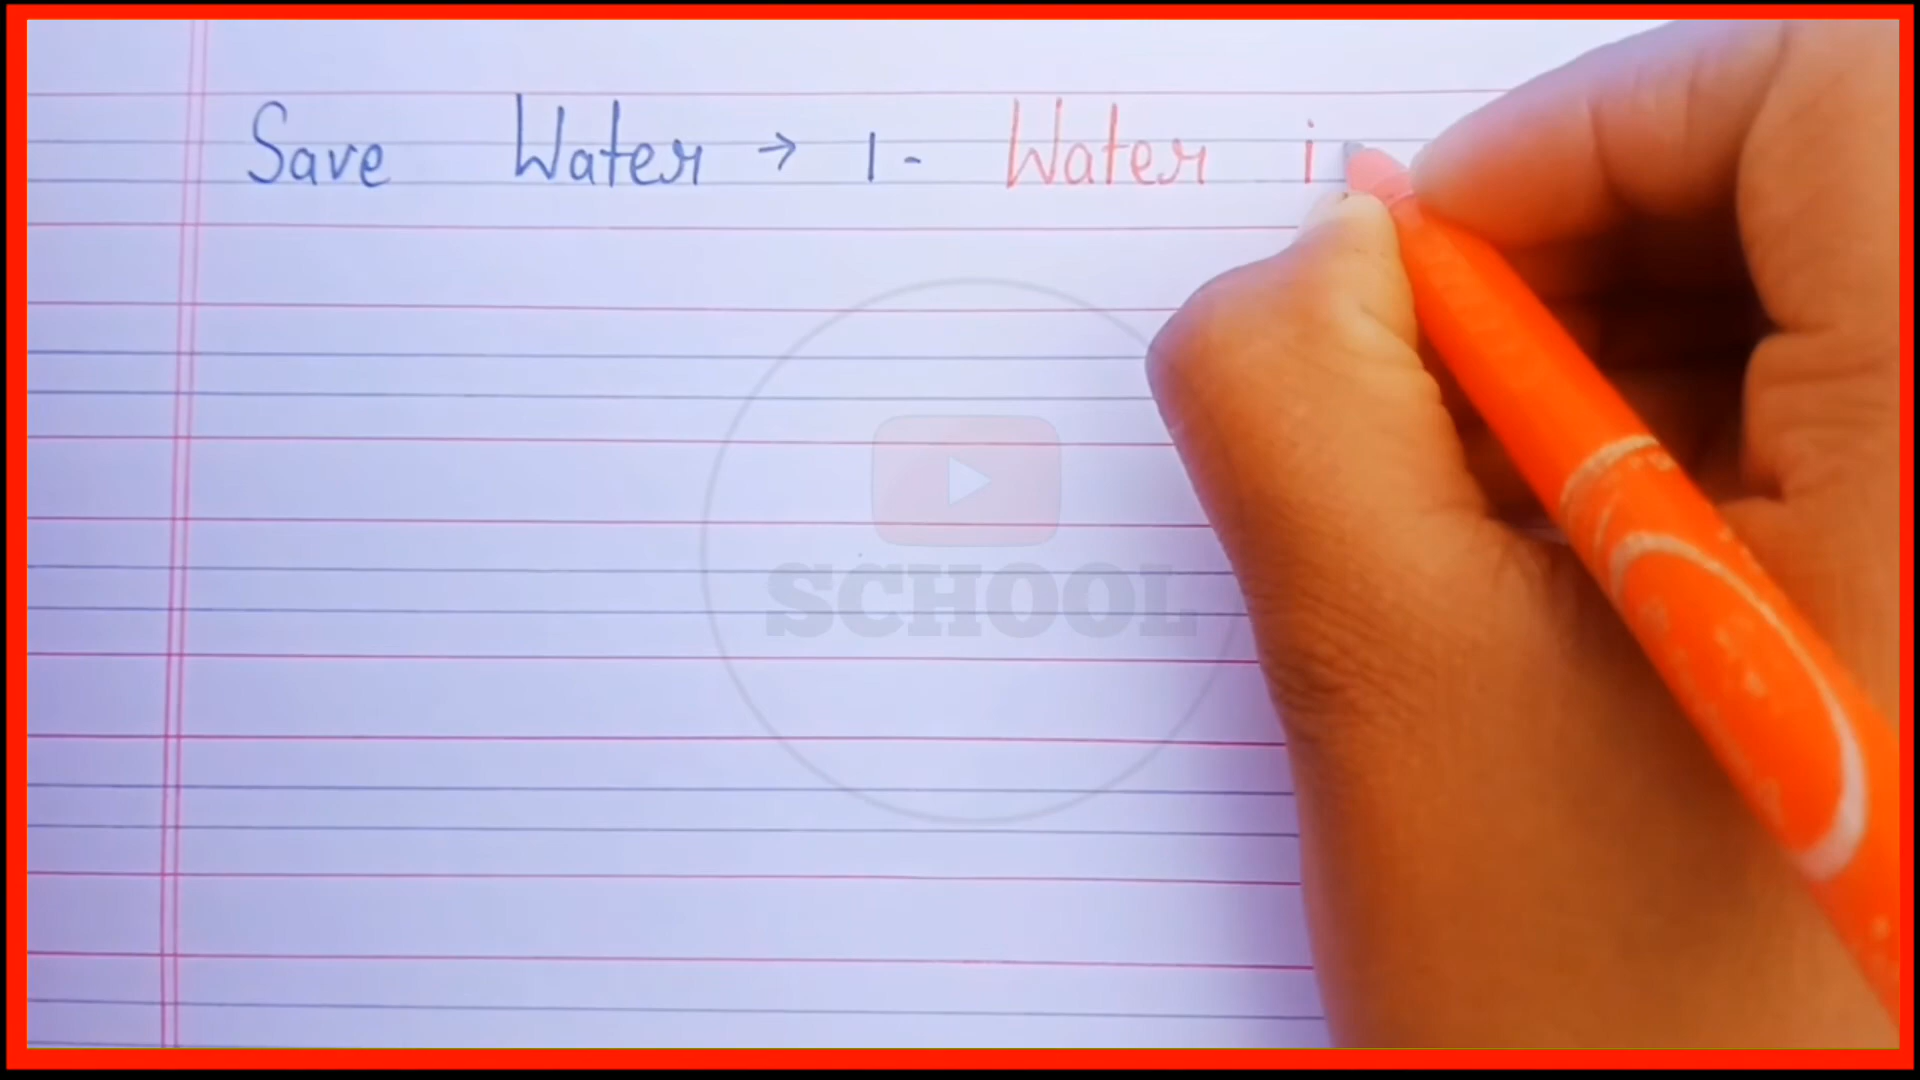 Save Water → 1- Water i
SCHOOL